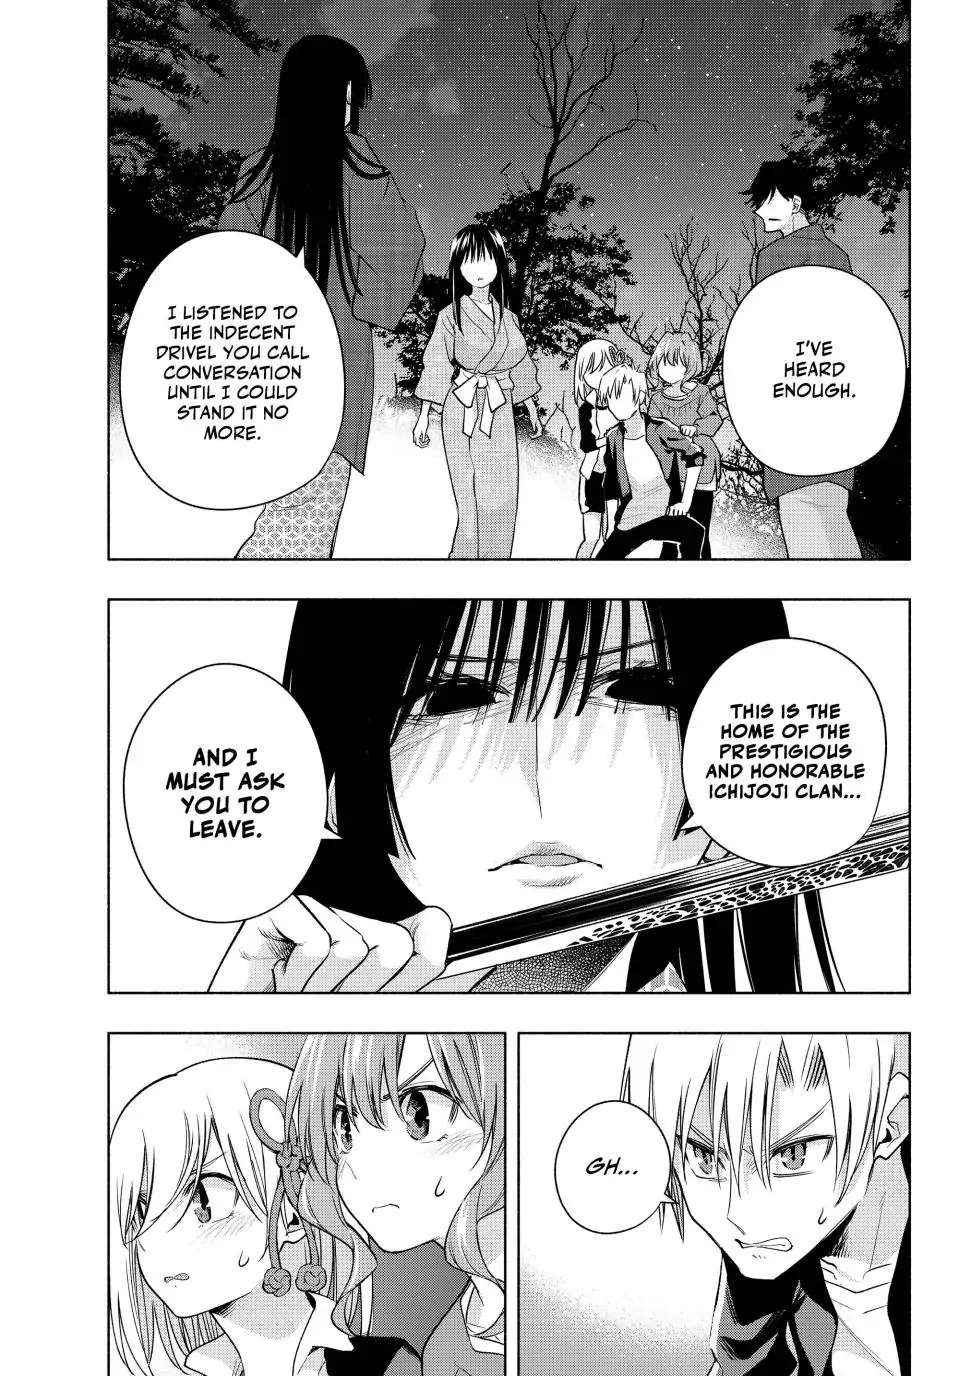 I'VE
HEARD
ENOUGH.
I LISTENED TO
THE INDECENT
DRIVEL YOU CALL
CONVERSATION
UNTIL I COULD
STAND IT NO
MORE.
THIS IS THE
HOME OF THE
PRESTIGIOUS
AND HONORABLE
ICHIJOJI CLAN...
AND I
MUST ASK
YOU TO
LEAVE.
GH...